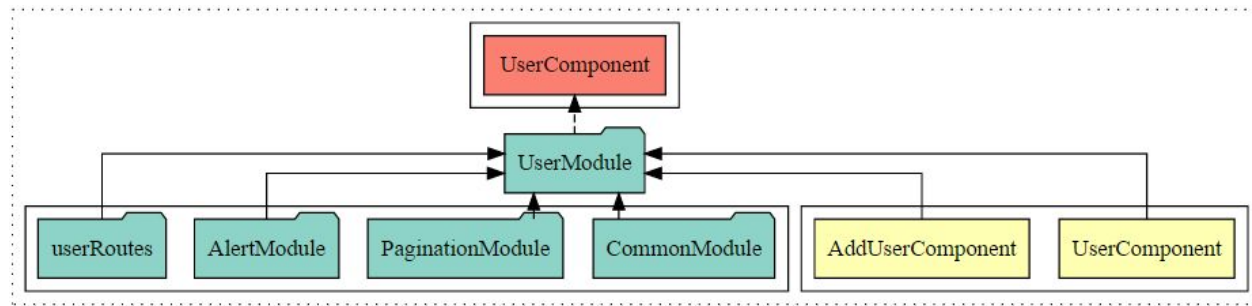 UserComponent
UserModule
userRoutes
AlertModule
PaginationModule
CommonModule
AddUserComponent
UserComponent